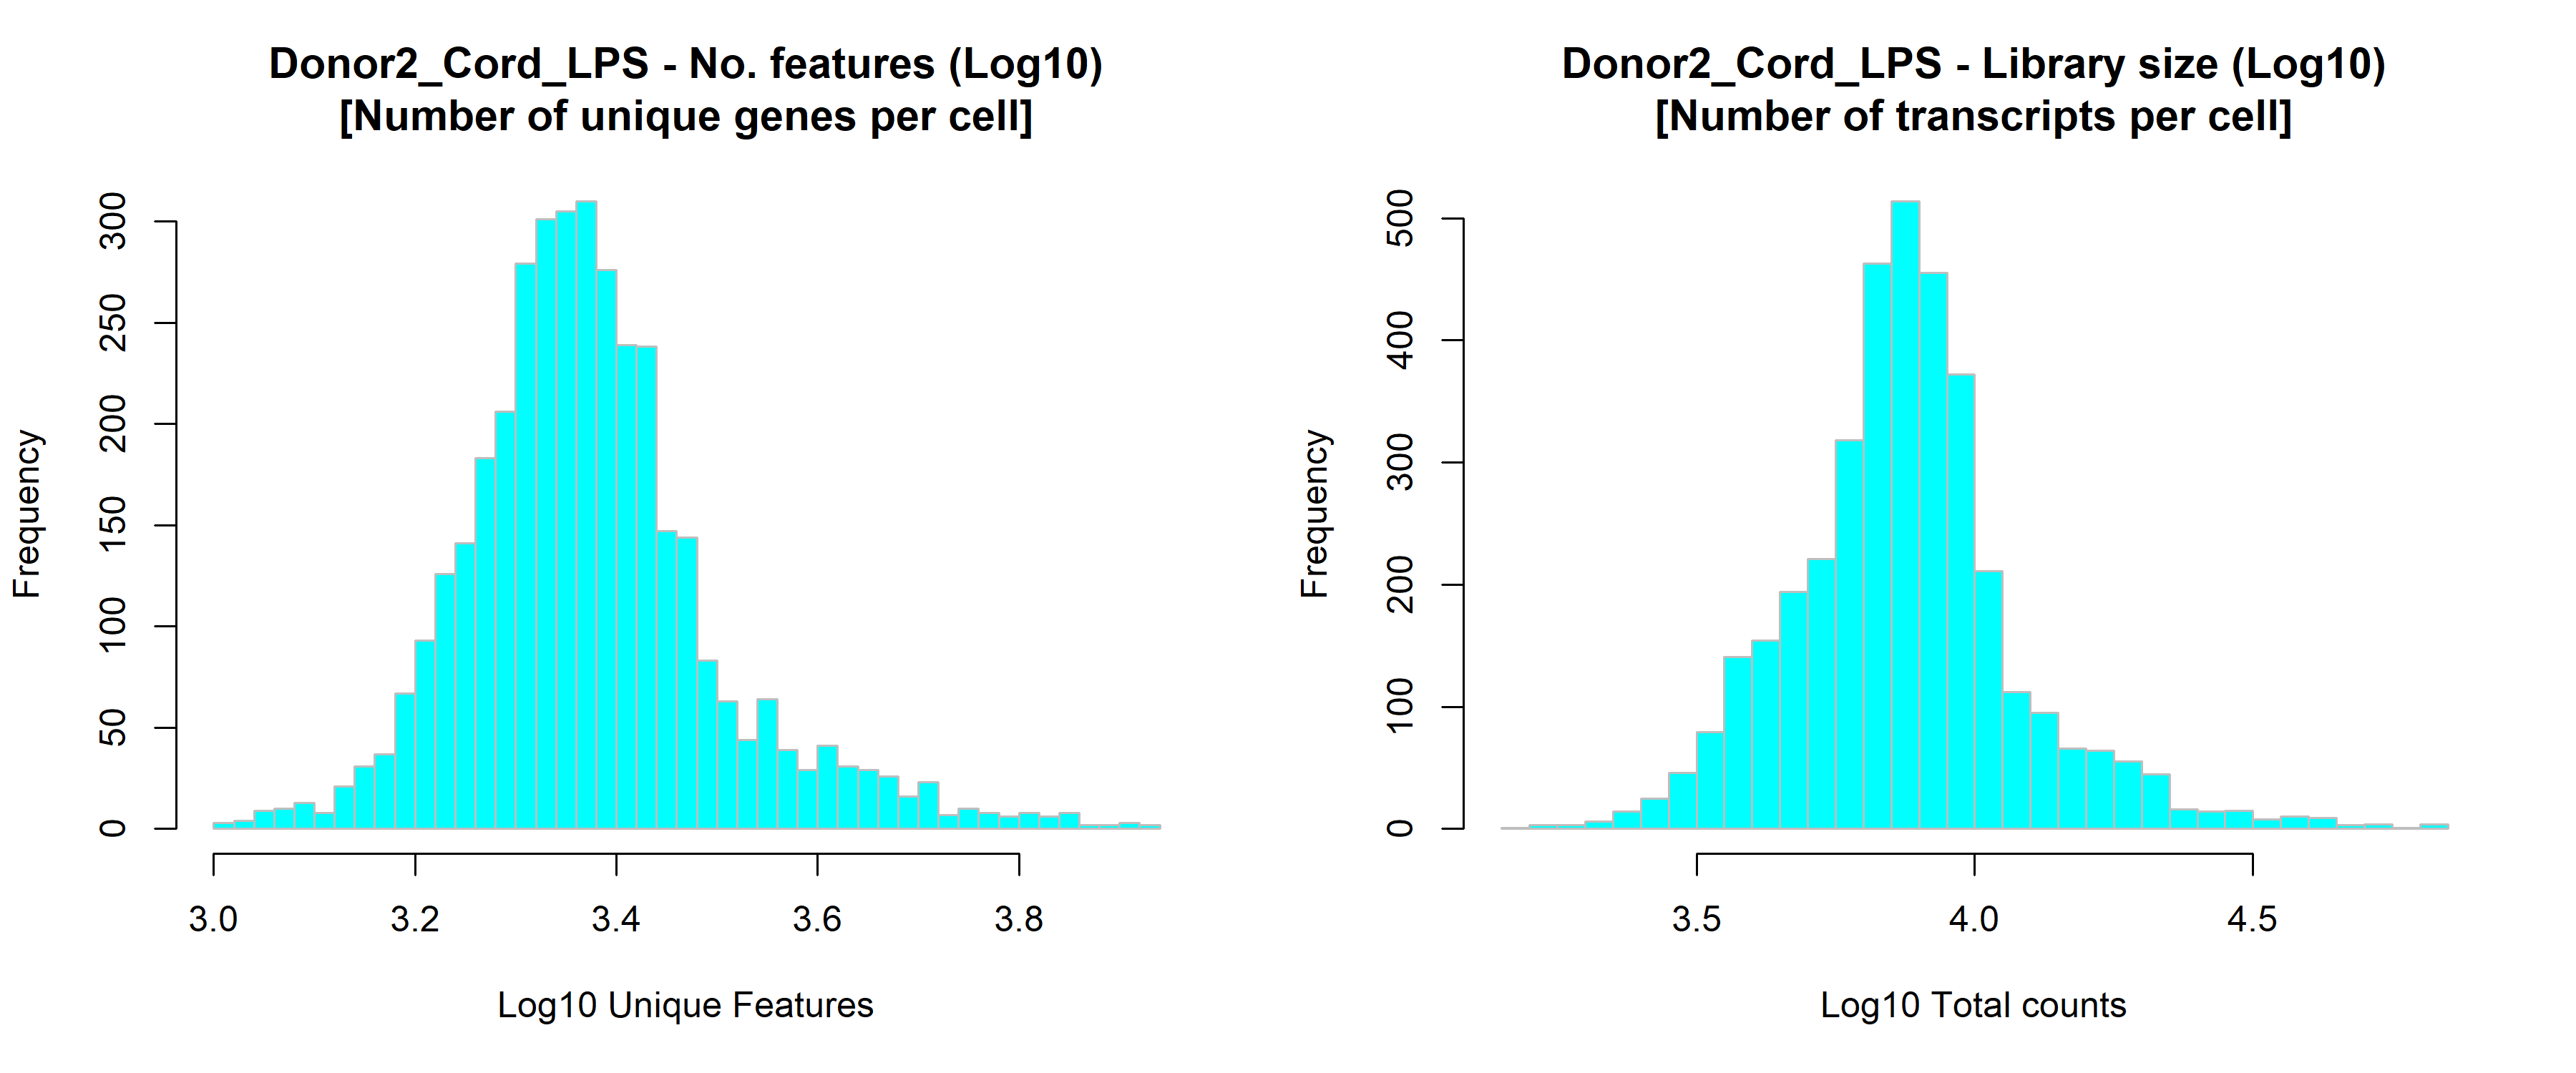 Donor2_Cord_LPS - No. features (Log10)
[Number of unique genes per cell]
Frequency
0
50
100
150
200
250
300
3.0 3.2 3.4 3.6 3.8
Log10 Unique Features
Donor2_Cord_LPS - Library size (Log10)
[Number of transcripts per cell]
Frequency
0
100
200
300
400
500
3.5 4.0 4.5
Log10 Total counts